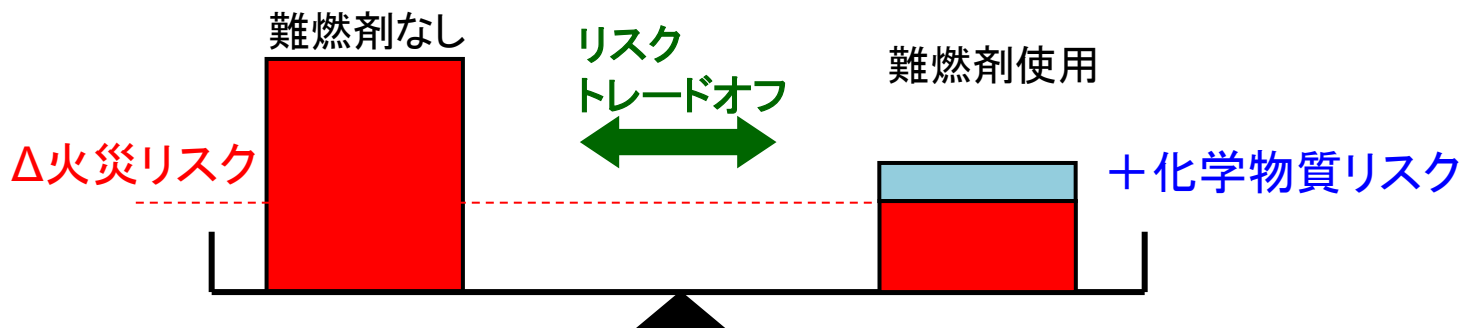 難燃剤なし
リスク
トレードオフ
難燃剤使用
Δ火災リスク
＋化学物質リスク